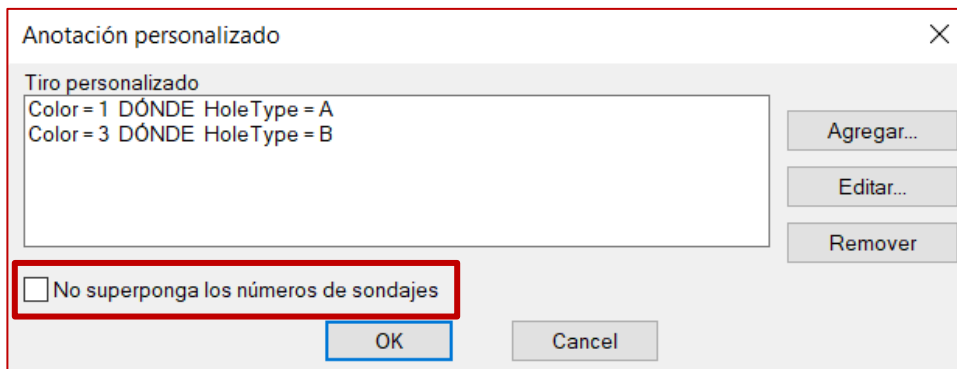 Anotación personalizado
Tiro personalizado
Color = 1 DÓNDE HoleType = A
Color = 3 DÓNDE HoleType = B
Agregar...
Editar...
Remover
No superponga los números de sondajes
OK Cancel